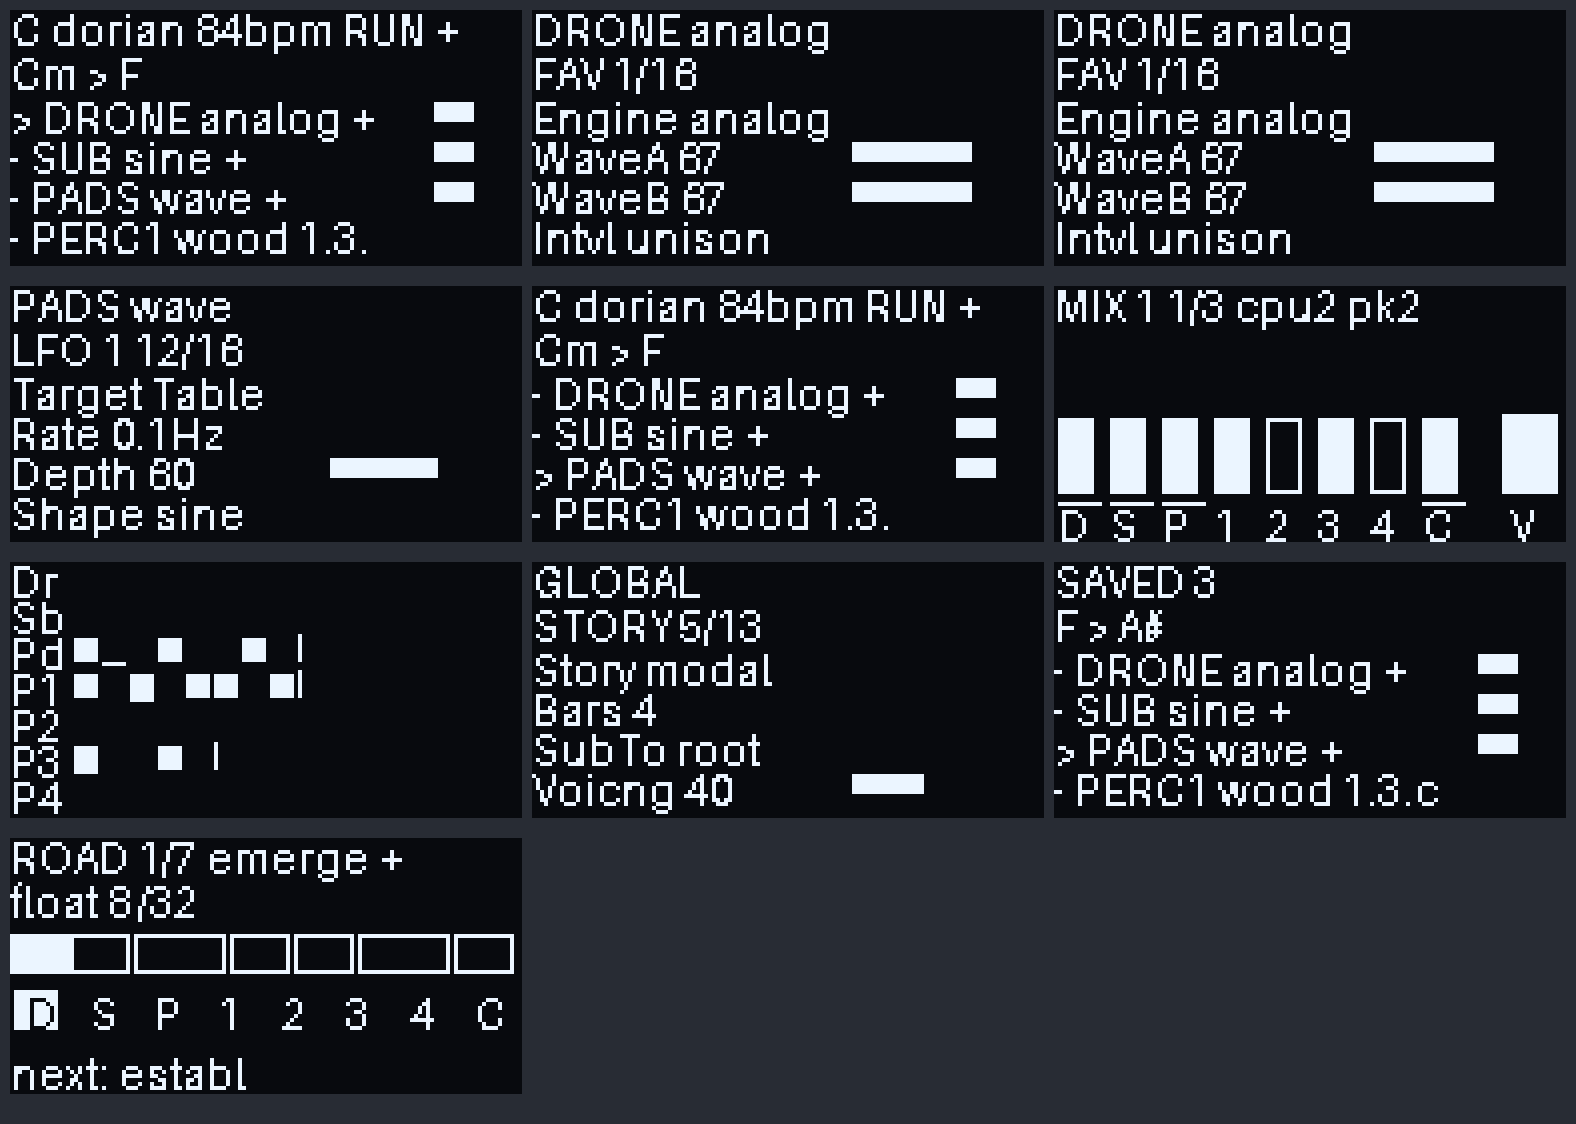 C dorian 84bpm RUN +
Cm > F
> DRONE analog +
- SUB sine +
- PADS wave +
- PERC1 wood 1.3.
DRONE analog
FAV 1/16
Engine analog
WaveA 67
WaveB 67
Intvl unison
DRONE analog
FAV 1/16
Engine analog
WaveA 67
WaveB 67
Intvl unison
PADS wave
LFO 1 12/16
Target Table
Rate 0.1Hz
Depth 60
Shape sine
C dorian 84bpm RUN +
Cm > F
- DRONE analog +
- SUB sine +
> PADS wave +
- PERC1 wood 1.3.
MIX 1 1/3 cpu2 pk2
D S P 1 2 3 4 C V
Dr
Sb
Pd
P1
P2
P3
P4
GLOBAL
STORY 5/13
Story modal
Bars 4
SubTo root
Voicng 40
SAVED 3
F > A#
- DRONE analog +
- SUB sine +
> PADS wave +
- PERC1 wood 1.3.c
ROAD 1/7 emerge +
float 8/32
D S P 1 2 3 4 C
next: establ